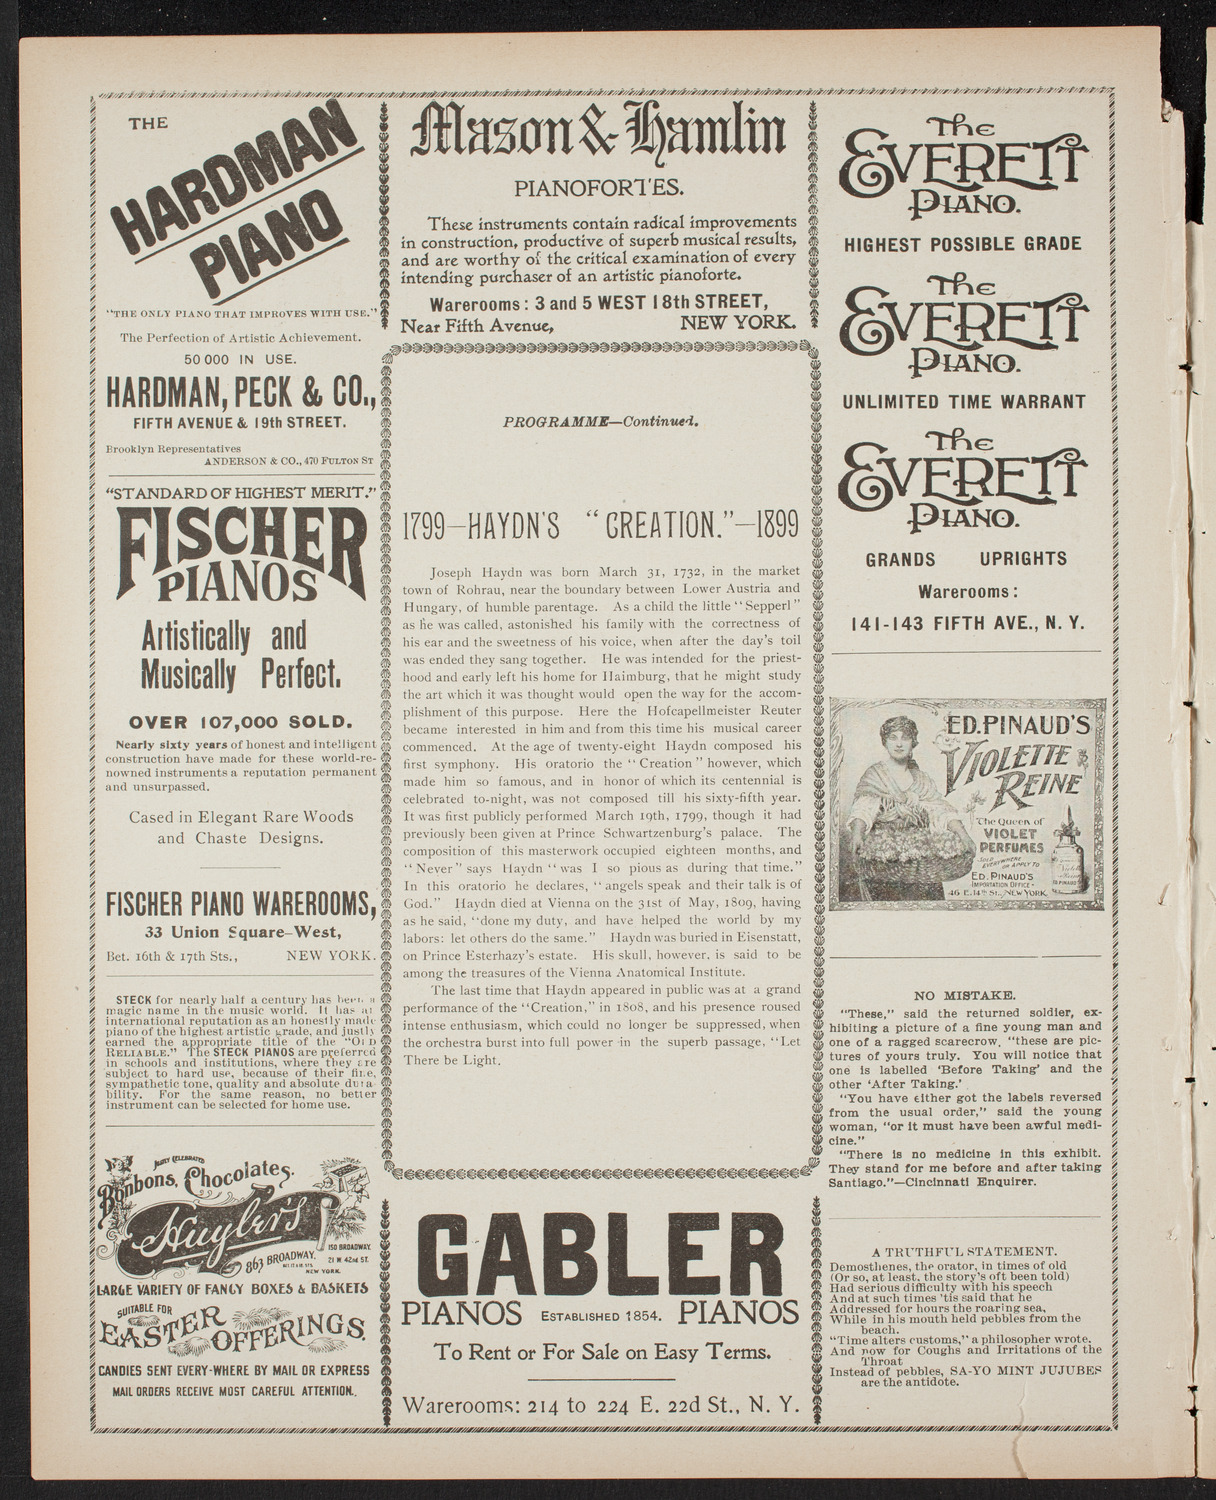 THE
HARDMAN
PIANO
"THE ONLY PIANO THAT IMPROVES WITH USE."
The Perfection of Artistic Achievement.
50 000 IN USE.
HARDMAN, PECK & CO.,
FIFTH AVENUE & 19th STREET.
Brooklyn Representatives
ANDERSON & CO., 470 FULTON ST
"STANDARD OF HIGHEST MERIT."
FISCHER
PIANOS
Artistically and
Musically Perfect.
OVER 107,000 SOLD.
Nearly sixty years of honest and intelligent
construction have made for these world-re-
nowned instruments a reputation permanent
and unsurpassed.
Cased in Elegant Rare Woods
and Chaste Designs.
FISCHER PIANO WAREROOMS,
33 Union Square–West,
Bet. 16th & 17th Sts., NEW YORK.
STECK for nearly half a century has been a
magic name in the music world. It has an
international reputation as an honestly made
piano of the highest artistic grade, and justly
earned the appropriate title of the "OLD
RELIABLE." The STECK PIANOS are preferred
in schools and institutions, where they are
subject to hard use, because of their fine,
sympathetic tone, quality and absolute dura-
bility. For the same reason, no better
instrument can be selected for home use.
JUSTLY CELEBRATED
Bonbons, Chocolates.
Huyler's
863 BROADWAY.
150 BROADWAY.
21 W. 42nd ST.
NEW YORK.
LARGE VARIETY OF FANCY BOXES & BASKETS
SUITABLE FOR
EASTER OFFERINGS.
CANDIES SENT EVERY-WHERE BY MAIL OR EXPRESS
MAIL ORDERS RECEIVE MOST CAREFUL ATTENTION.
Mason & Hamlin
PIANOFORTES.
These instruments contain radical improvements
in construction, productive of superb musical results,
and are worthy of the critical examination of every
intending purchaser of an artistic pianoforte.
Warerooms: 3 and 5 WEST 18th STREET,
Near Fifth Avenue, NEW YORK.
PROGRAMME—Continued.
1799—HAYDN'S "CREATION."—1899
Joseph Haydn was born March 31, 1732, in the market
town of Rohrau, near the boundary between Lower Austria and
Hungary, of humble parentage. As a child the little "Sepperl"
as he was called, astonished his family with the correctness of
his ear and the sweetness of his voice, when after the day's toil
was ended they sang together. He was intended for the priest-
hood and early left his home for Haimburg, that he might study
the art which it was thought would open the way for the accom-
plishment of this purpose. Here the Hofcapellmeister Reuter
became interested in him and from this time his musical career
commenced. At the age of twenty-eight Haydn composed his
first symphony. His oratorio the "Creation" however, which
made him so famous, and in honor of which its centennial is
celebrated to-night, was not composed till his sixty-fifth year.
It was first publicly performed March 19th, 1799, though it had
previously been given at Prince Schwartzenburg's palace. The
composition of this masterwork occupied eighteen months, and
"Never" says Haydn "was I so pious as during that time."
In this oratorio he declares, "angels speak and their talk is of
God." Haydn died at Vienna on the 31st of May, 1809, having
as he said, "done my duty, and have helped the world by my
labors: let others do the same." Haydn was buried in Eisenstatt,
on Prince Esterhazy's estate. His skull, however, is said to be
among the treasures of the Vienna Anatomical Institute.
The last time that Haydn appeared in public was at a grand
performance of the "Creation," in 1808, and his presence roused
intense enthusiasm, which could no longer be suppressed, when
the orchestra burst into full power in the superb passage, "Let
There be Light.
GABLER
PIANOS ESTABLISHED 1854. PIANOS
To Rent or For Sale on Easy Terms.
Warerooms: 214 to 224 E. 22d St., N. Y.
The
EVERETT
PIANO.
HIGHEST POSSIBLE GRADE
The
EVERETT
PIANO.
UNLIMITED TIME WARRANT
The
EVERETT
PIANO.
GRANDS UPRIGHTS
Warerooms:
141-143 FIFTH AVE., N. Y.
ED. PINAUD'S
VIOLETTE
REINE
The Queen of
VIOLET
PERFUMES
SOLD
EVERYWHERE
OR APPLY TO
ED. PINAUD'S
IMPORTATION OFFICE-
46 E. 14th ST., NEW YORK.
NO MISTAKE.
"These," said the returned soldier, ex-
hibiting a picture of a fine young man and
one of a ragged scarecrow, "these are pic-
tures of yours truly. You will notice that
one is labelled 'Before Taking' and the
other 'After Taking.'
"You have either got the labels reversed
from the usual order," said the young
woman, "or it must have been awful medi-
cine."
"There is no medicine in this exhibit.
They stand for me before and after taking
Santiago."—Cincinnati Enquirer.
A TRUTHFUL STATEMENT.
Demosthenes, the orator, in times of old
(Or so, at least, the story's oft been told)
Had serious difficulty with his speech
And at such times 'tis said that he
Addressed for hours the roaring sea,
While in his mouth held pebbles from the
beach.
"Time alters customs," a philosopher wrote.
And now for Coughs and Irritations of the
Throat
Instead of pebbles, SA-YO MINT JUJUBES
are the antidote.